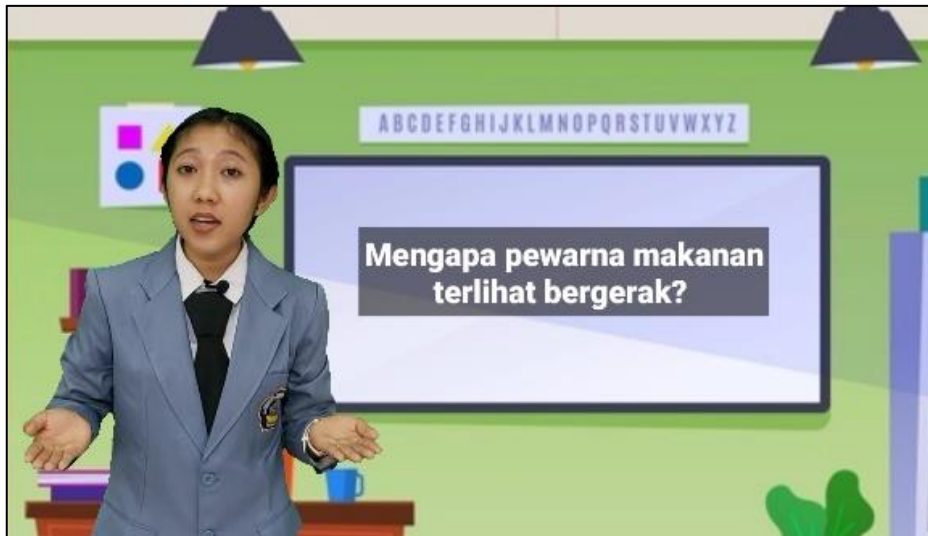 ABCDEFGHIJKLMNOPQRSTUVWXYZ
Mengapa pewarna makanan
terlihat bergerak?